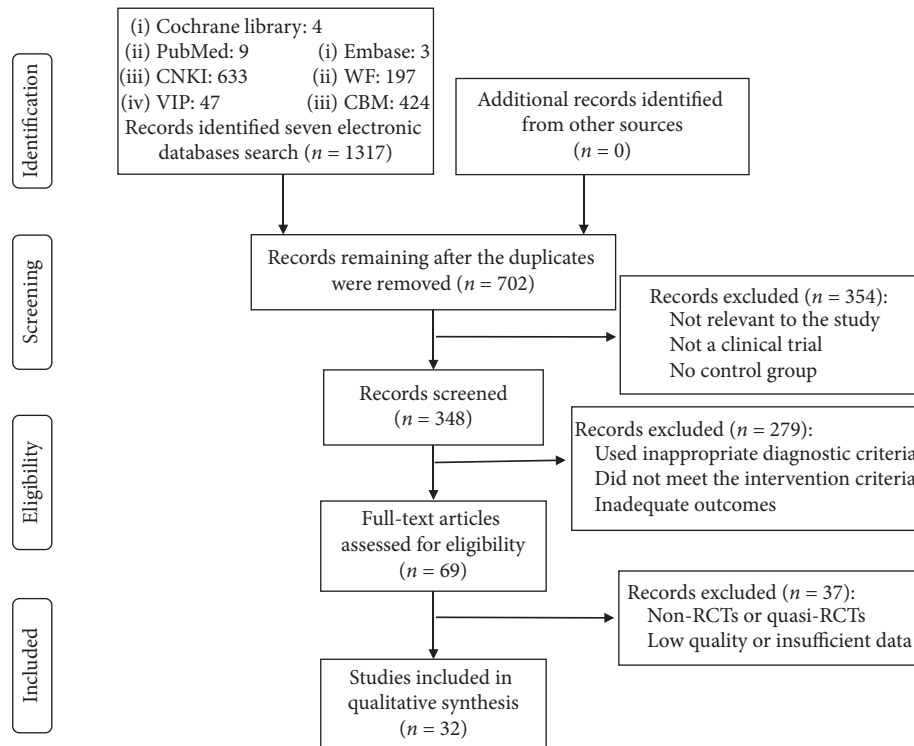 Identification
(i) Cochrane library: 4
(ii) PubMed: 9
(i) Embase: 3
(iii) CNKI: 633
(ii) WF: 197
(iv) VIP: 47
(iii) CBM: 424
Records identified seven electronic
databases search (n = 1317)
Additional records identified
from other sources
(n = 0)
Screening
Records remaining after the duplicates
were removed (n = 702)
Records excluded (n = 354):
Not relevant to the study
Not a clinical trial
No control group
Records screened
(n = 348)
Eligibility
Records excluded (n = 279):
Used inappropriate diagnostic criteria
Did not meet the intervention criteria
Inadequate outcomes
Full-text articles
assessed for eligibility
(n = 69)
Included
Records excluded (n = 37):
Non-RCTs or quasi-RCTs
Low quality or insufficient data
Studies included in
qualitative synthesis
(n = 32)